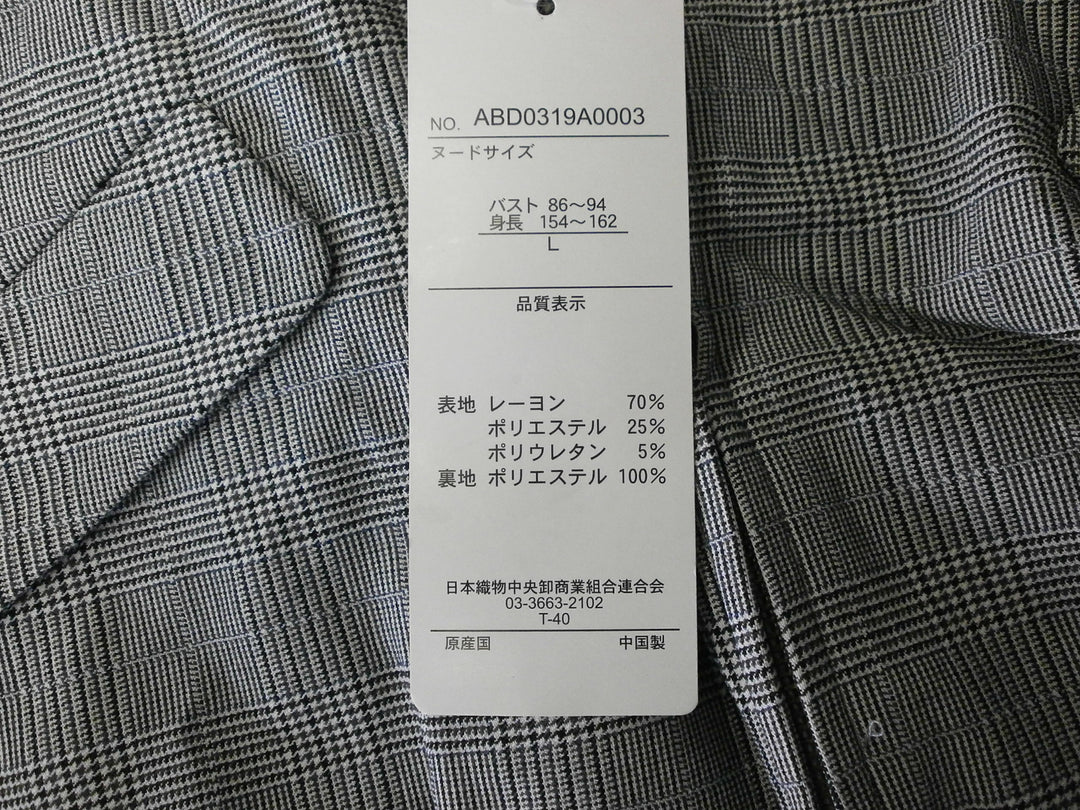 NO. ABD0319A0003
ヌードサイズ
バスト 86～94
身長 154～162
L
品質表示
表地 レーヨン 70%
ポリエステル 25%
ポリウレタン 5%
裏地 ポリエステル 100%
日本織物中央卸商業組合連合会
03-3663-2102
T-40
原産国 中国製